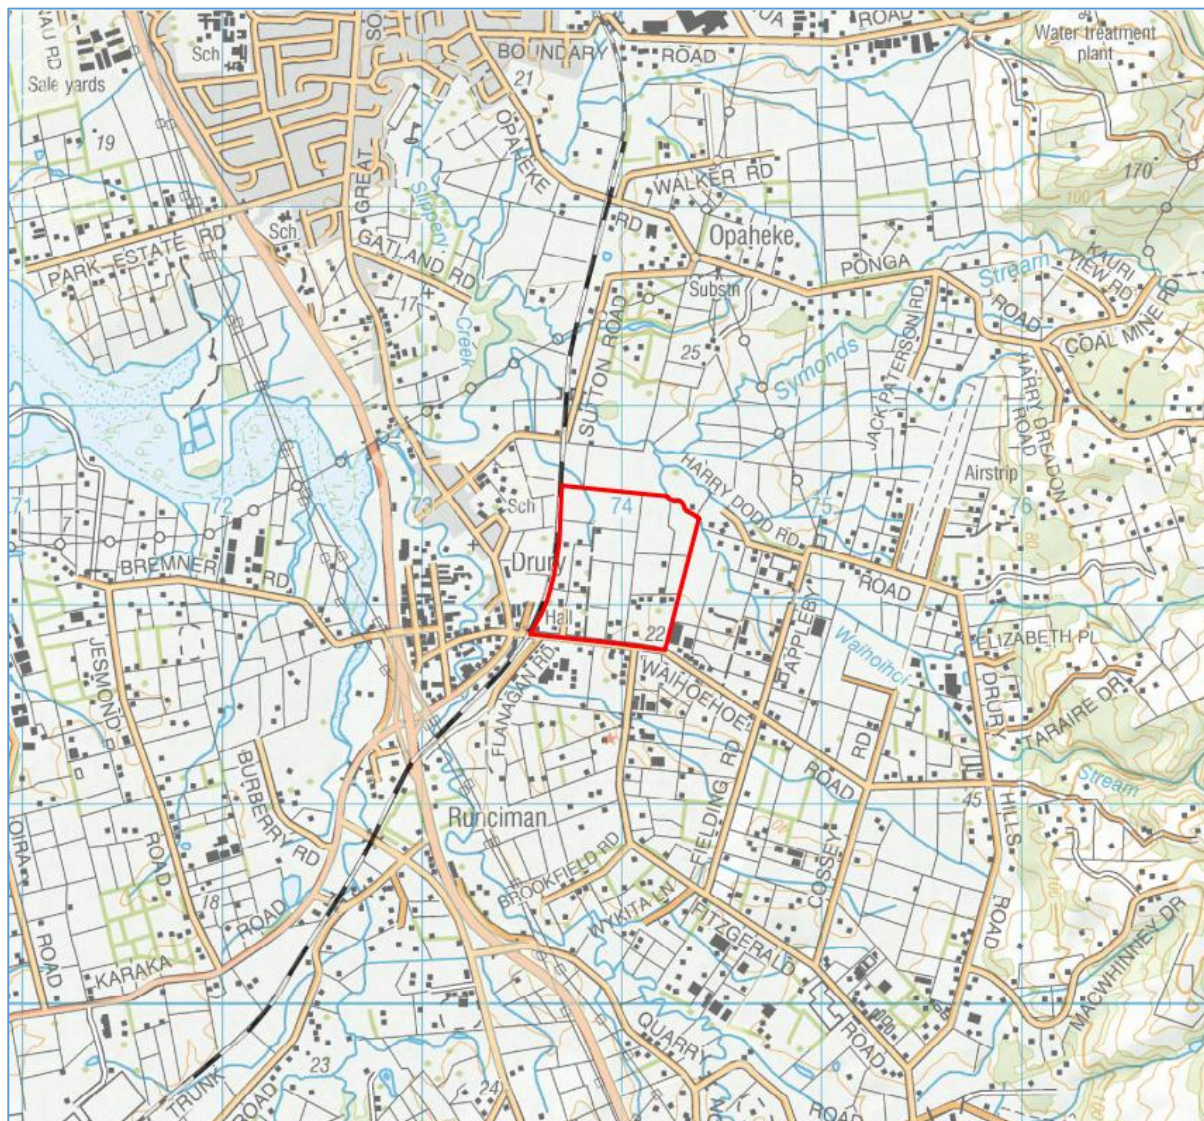 BOUNDARY
ROAD
ROAD
Water treatment
plant
Sch
Sale yards
21
19
OPAHEKE
RD
GREAT
WALKER RD
170
100
Slippery
Creek
Sch
PARK ESTATE RD
GATLAND RD
17
Opaheke
Substn
PONGA
ROAD
Stream
KAURI
VIEW RD
COAL MINE RD
SUTTON ROAD
25
Symonds
JACK PATERSON RD
HARRY DREADON
ROAD
Airstrip
HARRY DODD RD
71
72
73
74
75
76
7
Sch
80
BREMNER
RD
Drury
Hall
22
ROAD
APPLEBY
Waihoihoi
Stream
ELIZABETH PL
DRURY
HILLS
ROAD
TARAIRE DR
JESMOND
ROAD
FLANAGAN RD
WAIHOEHOE
ROAD
RD
COSSEY
45
BURBERRY RD
Runciman
FIELDING RD
BROOKFIELD RD
WYKITA LN
FITZGERALD
ROAD
100
MACWHINNEY DR
18
ROAD
KARAKA
ROAD
QUARRY
ROAD
23
24
TRUNK
ROAD
100